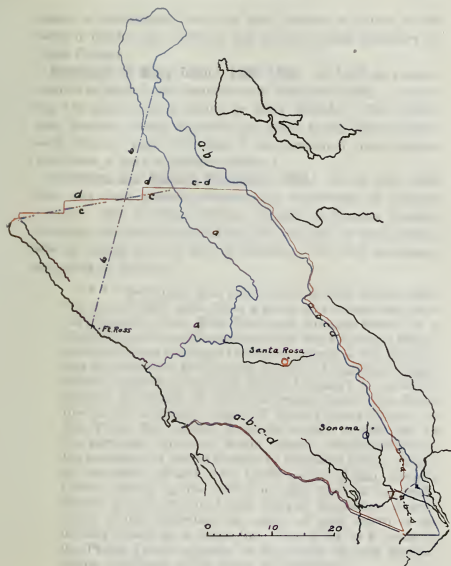 a-b
b
d
d
c-d
c
c
a
b
a b c d
Ft. Ross
a
Santa Rosa
a-b-c-d
Sonoma
b c d
a b c d
0 10 20